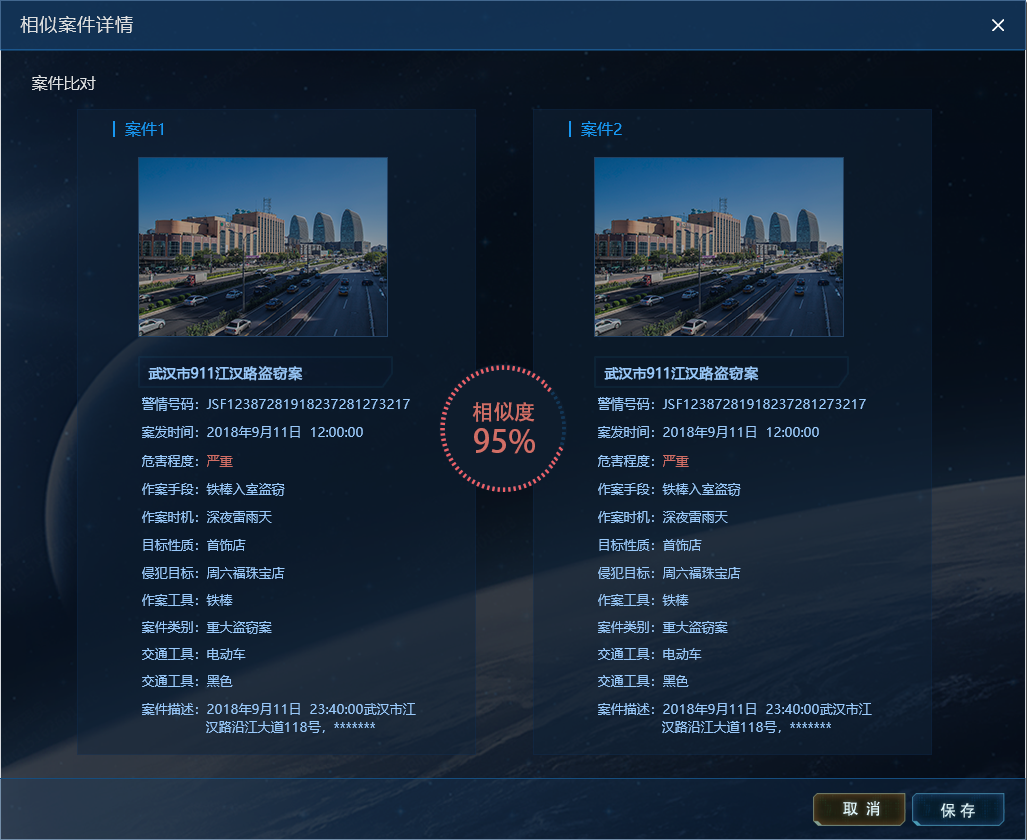 相似案件详情
案件比对
案件1
武汉市911江汉路盗窃案
警情号码：JSF12387281918237281273217
案发时间：2018年9月11日 12:00:00
危害程度：严重
作案手段：铁棒入室盗窃
作案时机：深夜雷雨天
目标性质：首饰店
侵犯目标：周六福珠宝店
作案工具：铁棒
案件类别：重大盗窃案
交通工具：电动车
交通工具：黑色
案件描述：2018年9月11日 23:40:00武汉市江
汉路沿江大道118号，*******
相似度
95%
案件2
武汉市911江汉路盗窃案
警情号码：JSF12387281918237281273217
案发时间：2018年9月11日 12:00:00
危害程度：严重
作案手段：铁棒入室盗窃
作案时机：深夜雷雨天
目标性质：首饰店
侵犯目标：周六福珠宝店
作案工具：铁棒
案件类别：重大盗窃案
交通工具：电动车
交通工具：黑色
案件描述：2018年9月11日 23:40:00武汉市江
汉路沿江大道118号，*******
取 消
保 存